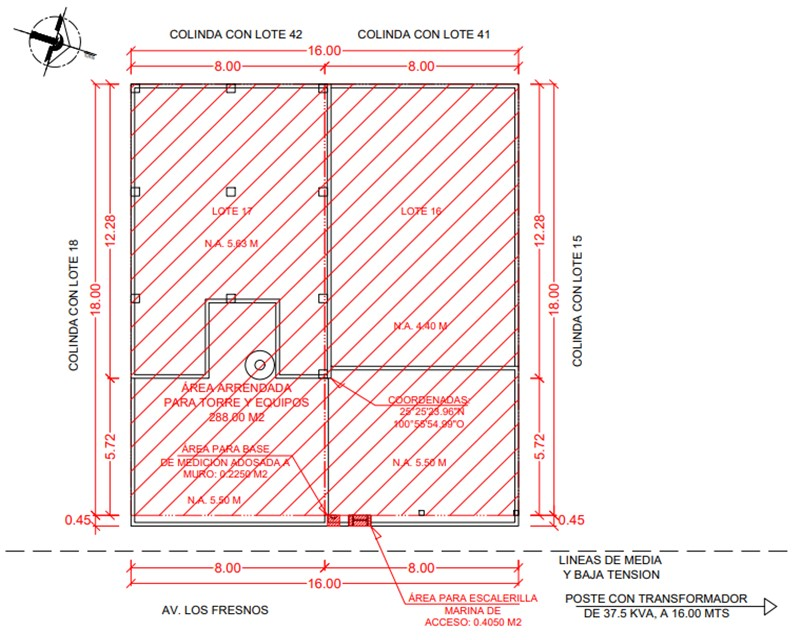 COLINDA CON LOTE 42
COLINDA CON LOTE 41
16.00
8.00
8.00
LOTE 17
LOTE 16
N.A. 5.63 M
12.28
12.28
COLINDA CON LOTE 18
18.00
18.00
COLINDA CON LOTE 15
N.A. 4.40 M
ÁREA ARRENDADA
PARA TORRE Y EQUIPOS
288.00 M2
COORDENADAS:
25°25'23.96"N
100°55'54.99"O
5.72
5.72
ÁREA PARA BASE
DE MEDICIÓN ADOSADA A
MURO: 0.2250 M2
N.A. 5.50 M
N.A. 5.50 M
0.45
0.45
LINEAS DE MEDIA
Y BAJA TENSION
8.00
8.00
16.00
ÁREA PARA ESCALERILLA
MARINA DE
ACCESO: 0.4050 M2
POSTE CON TRANSFORMADOR
DE 37.5 KVA, A 16.00 MTS
AV. LOS FRESNOS